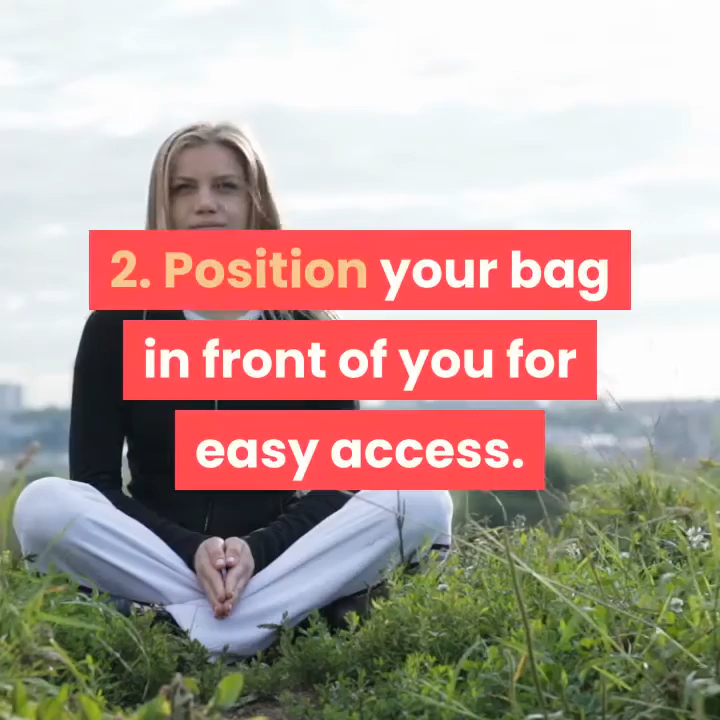 2. Position your bag
in front of you for
easy access.